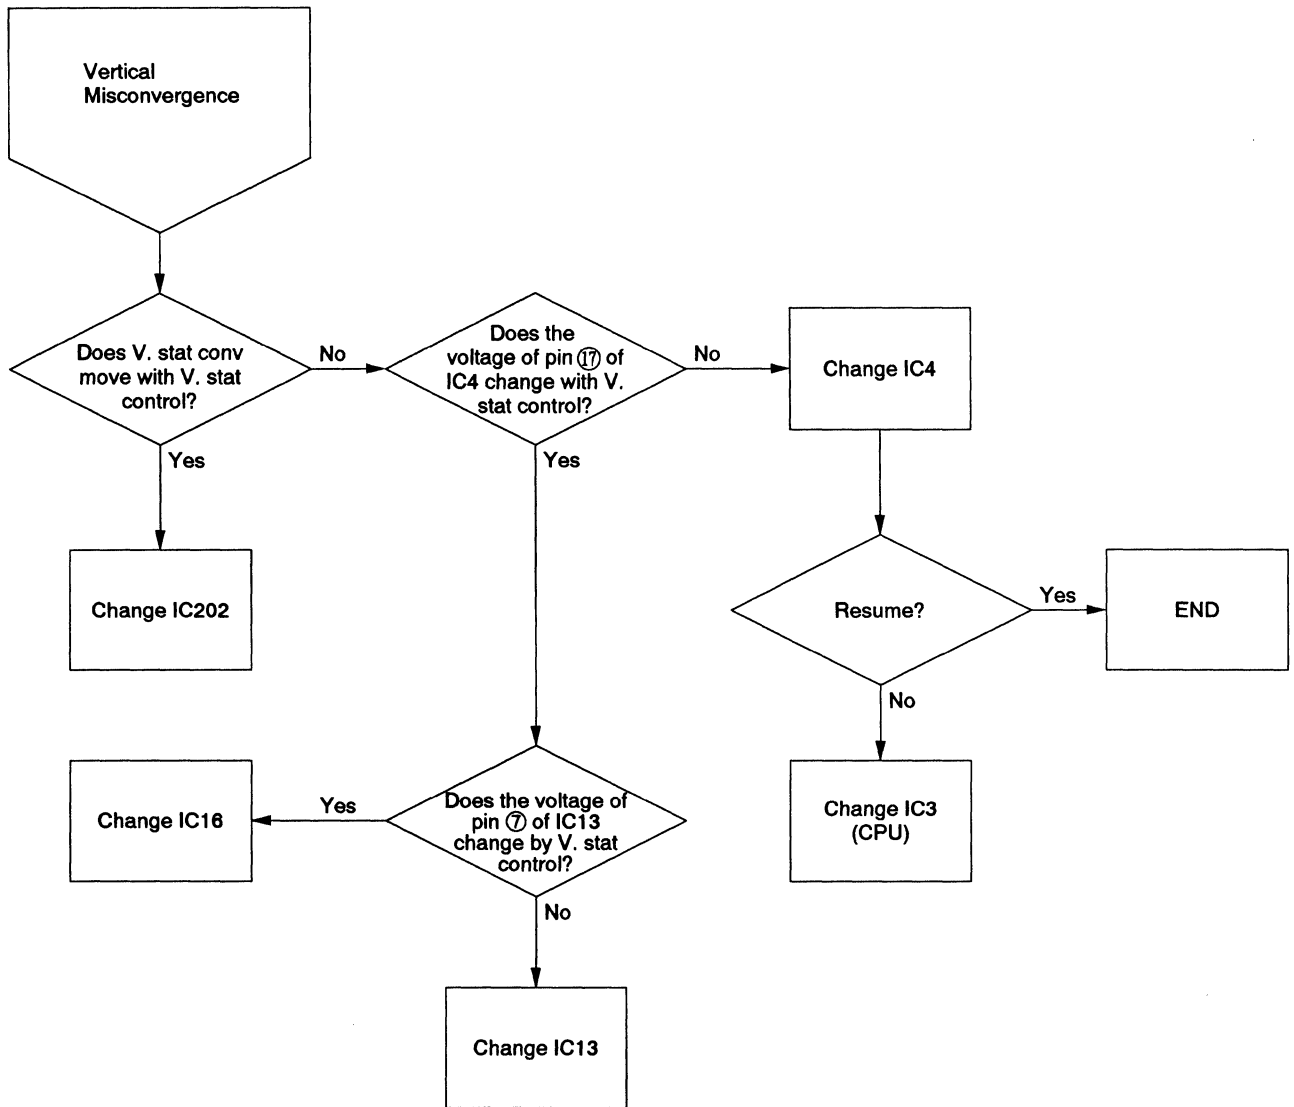 Vertical
Misconvergence
Does V. stat conv
move with V. stat
control?
No
Does the
voltage of pin ⑰ of
IC4 change with V.
stat control?
No
Change IC4
Yes
Yes
Change IC202
Resume?
Yes
END
No
Change IC16
Yes
Does the voltage of
pin ⑦ of IC13
change by V. stat
control?
Change IC3
(CPU)
No
Change IC13